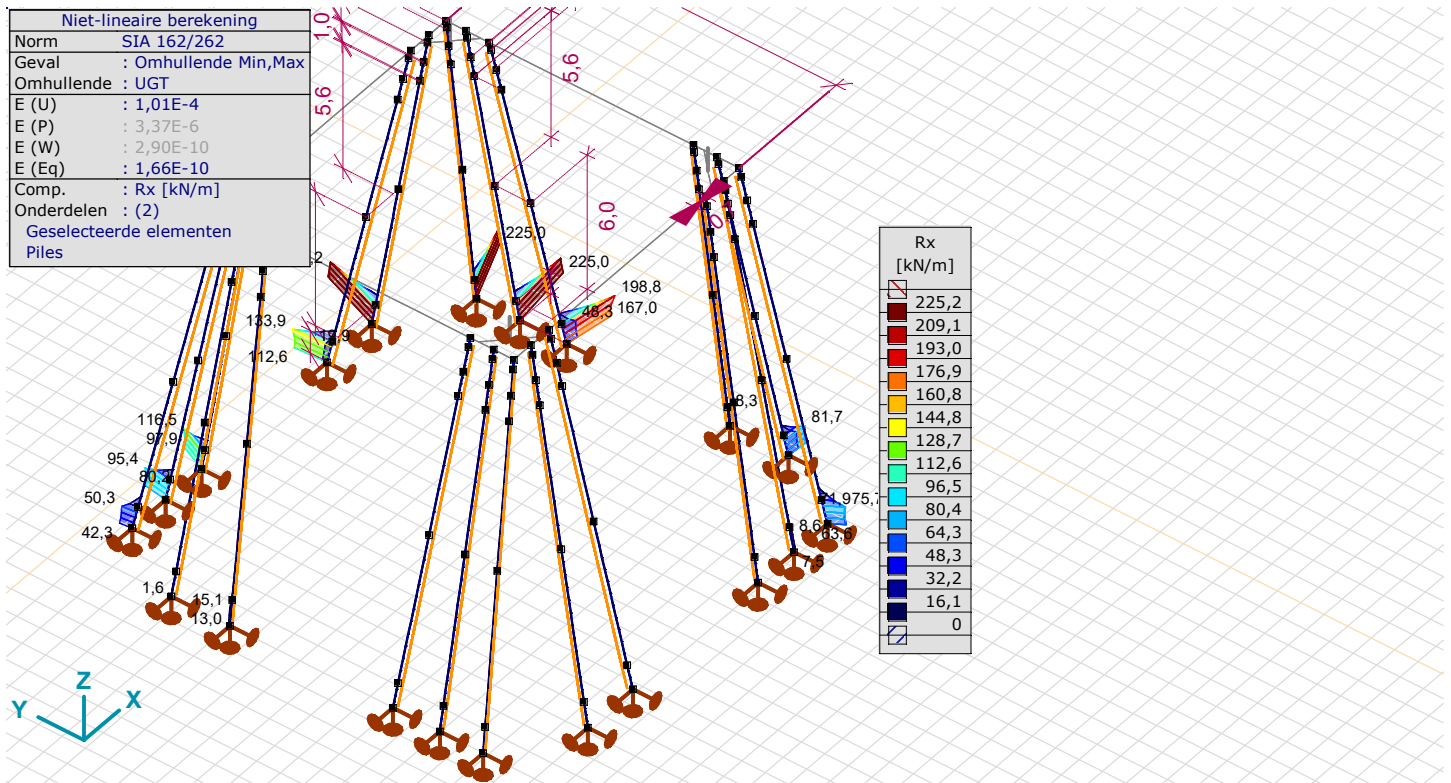 Niet-lineaire berekening
Norm SIA 162/262
Geval : Omhullende Min,Max
Omhullende : UGT
E (U) : 1,01E-4
E (P) : 3,37E-6
E (W) : 2,90E-10
E (Eq) : 1,66E-10
Comp. : Rx [kN/m]
Onderdelen : (2)
Geselecteerde elementen
Piles
1,0
5,6
5,6
6,0
225,0
225,0
198,8
167,0
48,3
133,9
112,6
116,5
97,9
95,4
50,3
42,3
1,6
15,1
13,0
8,3
81,7
63,6
7,5
Rx
[kN/m]
225,2
209,1
193,0
176,9
160,8
144,8
128,7
112,6
96,5
80,4
64,3
48,3
32,2
16,1
0
Y
Z
X